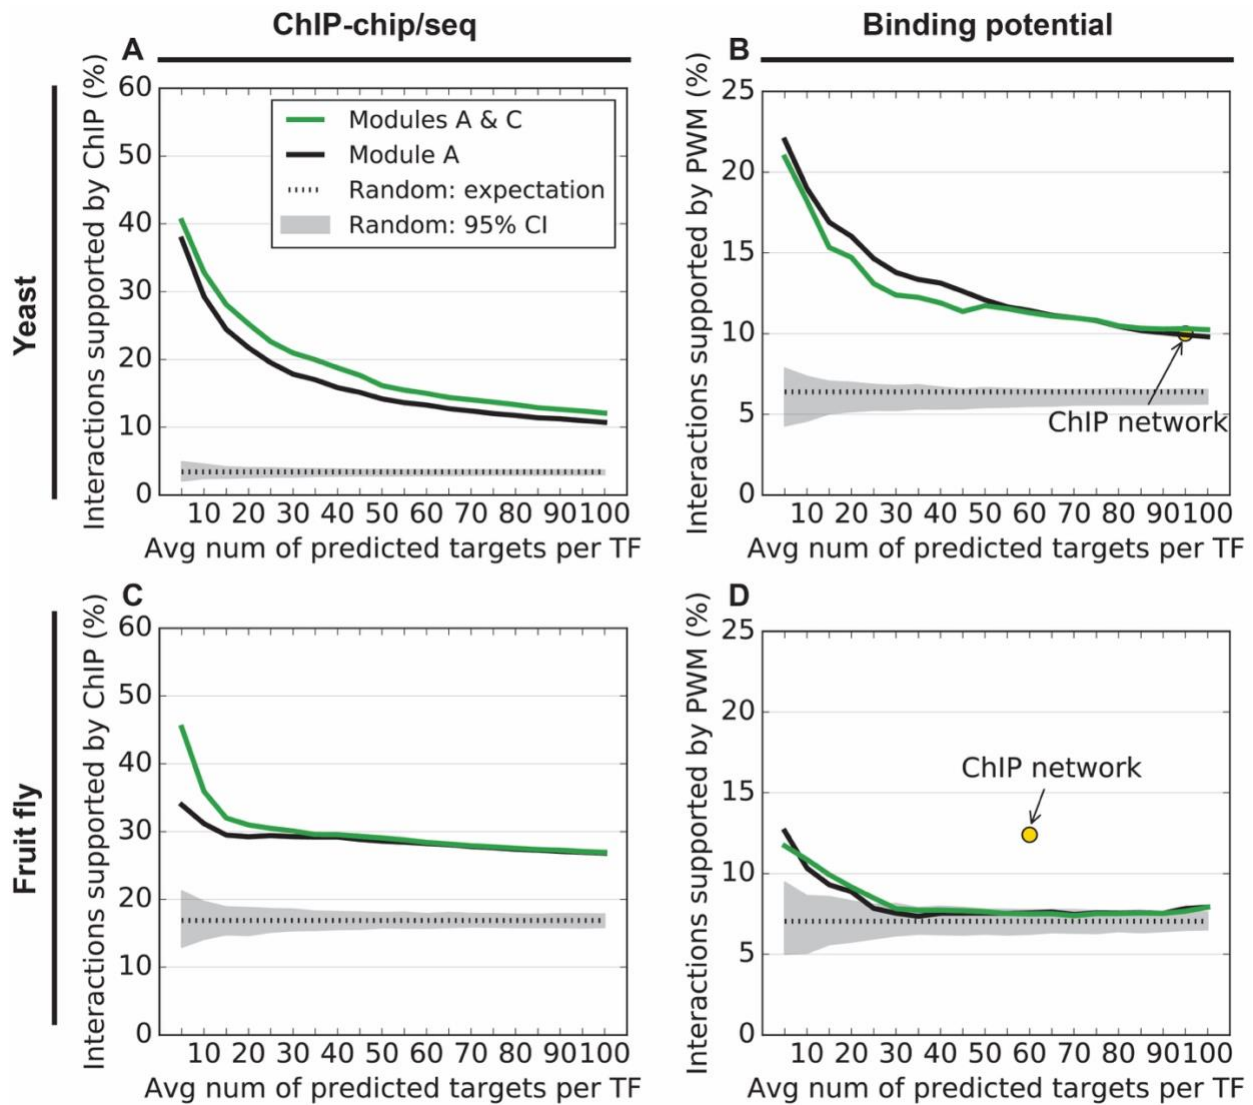 ChIP-chip/seq
Binding potential
Yeast
Fruit fly
A
Interactions supported by ChIP (%)
60
50
40
30
20
10
0
Modules A & C
Module A
Random: expectation
Random: 95% CI
10 20 30 40 50 60 70 80 90100
Avg num of predicted targets per TF
B
Interactions supported by PWM (%)
25
20
15
10
5
0
ChIP network
10 20 30 40 50 60 70 80 90100
Avg num of predicted targets per TF
C
Interactions supported by ChIP (%)
60
50
40
30
20
10
0
10 20 30 40 50 60 70 80 90100
Avg num of predicted targets per TF
D
Interactions supported by PWM (%)
25
20
15
10
5
0
ChIP network
10 20 30 40 50 60 70 80 90100
Avg num of predicted targets per TF